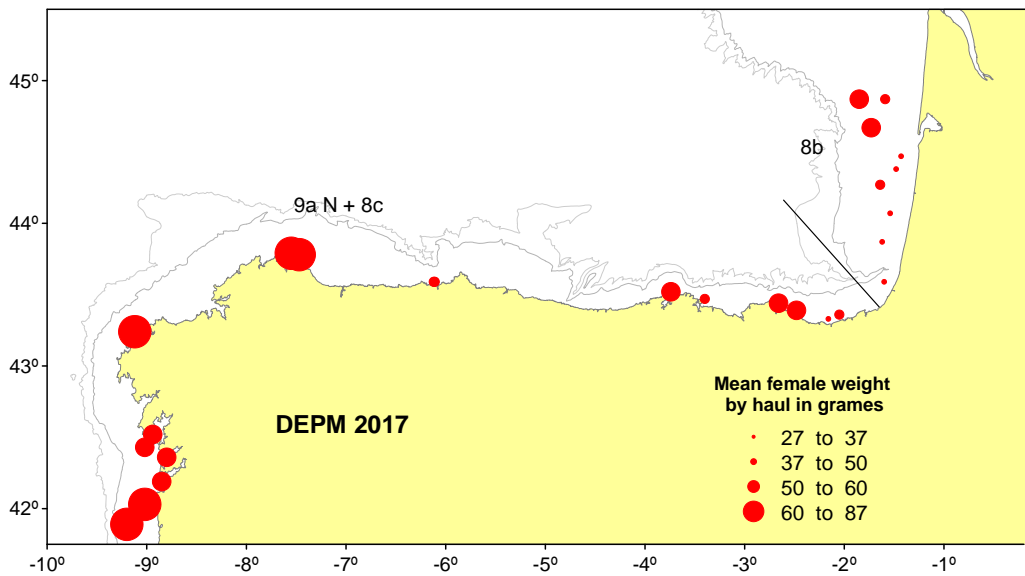 45º
8b
9a N + 8c
44º
43º
Mean female weight
by haul in grames
DEPM 2017
27 to 37
37 to 50
50 to 60
60 to 87
42º
-10º -9º -8º -7º -6º -5º -4º -3º -2º -1º